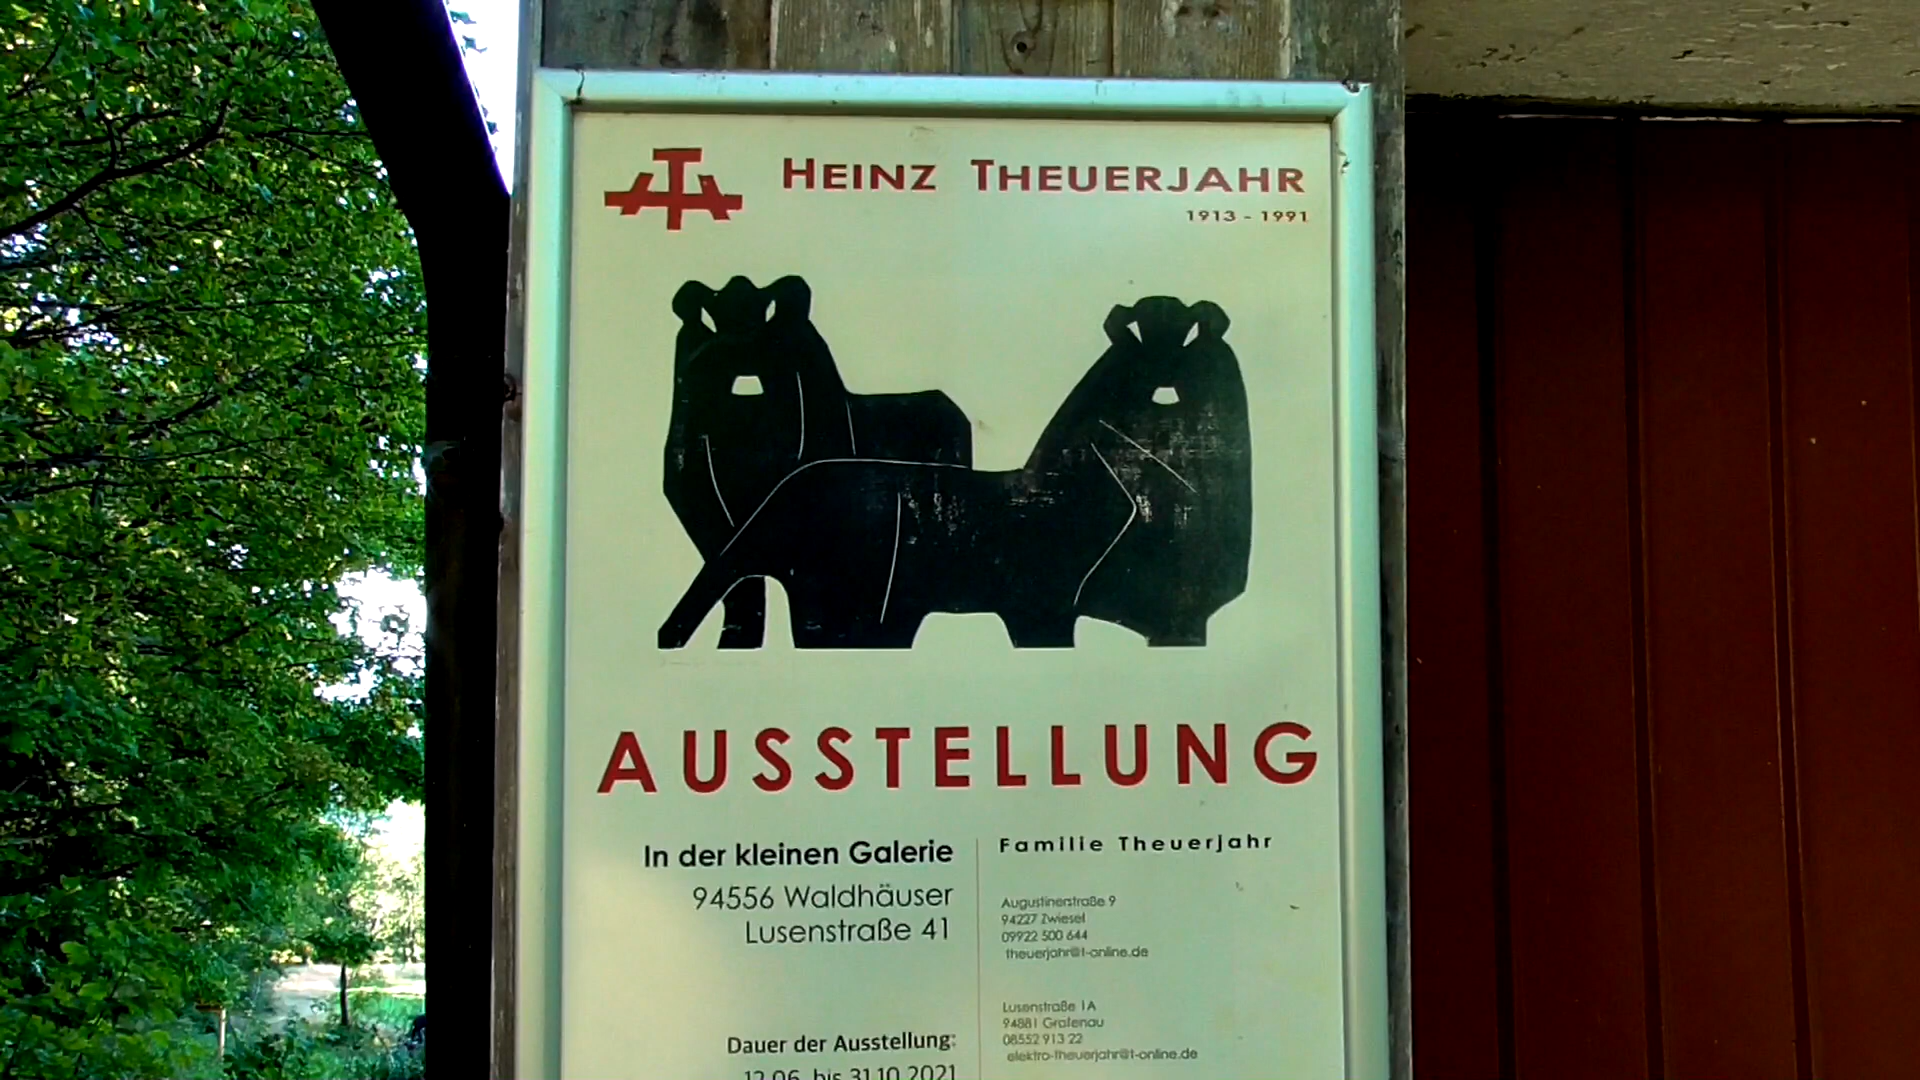 HEINZ THEUERJAHR
1913 - 1991
AUSSTELLUNG
In der kleinen Galerie
94556 Waldhäuser
Lusenstraße 41
Dauer der Ausstellung:
12.06. bis 31.10.2021
Familie Theuerjahr
Augustinerstraße 9
94227 Zwiesel
09922 500 644
theuerjahr@t-online.de
Lusenstraße 1A
94881 Grafenau
08552 913 22
elektro-theuerjahr@t-online.de